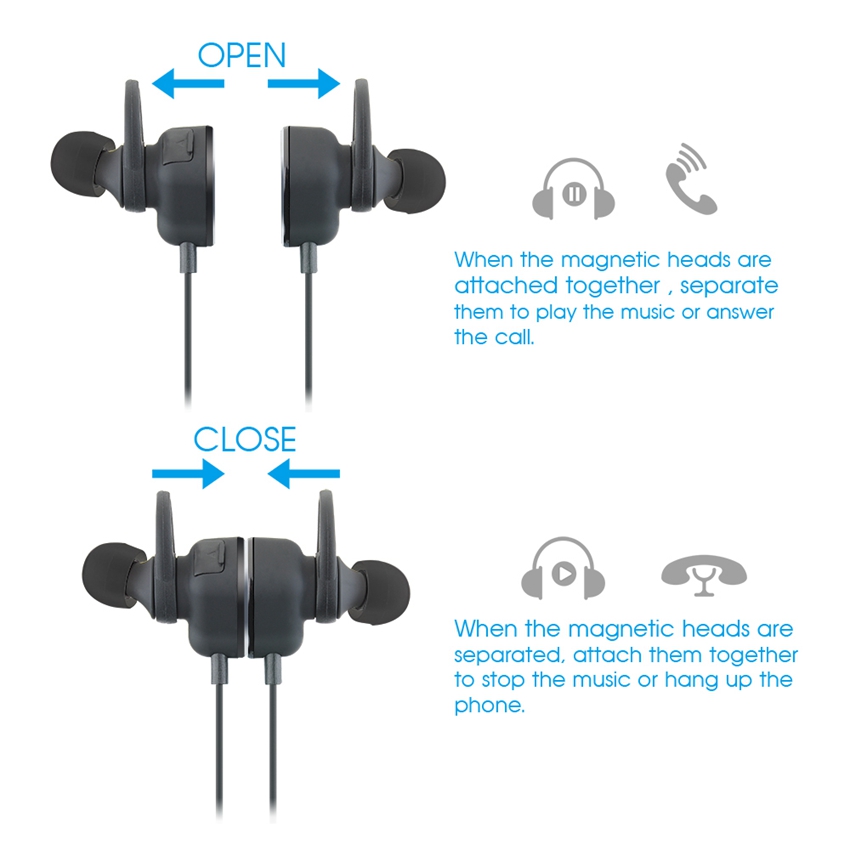 OPEN
When the magnetic heads are
attached together , separate
them to play the music or answer
the call.
CLOSE
When the magnetic heads are
separated, attach them together
to stop the music or hang up the
phone.